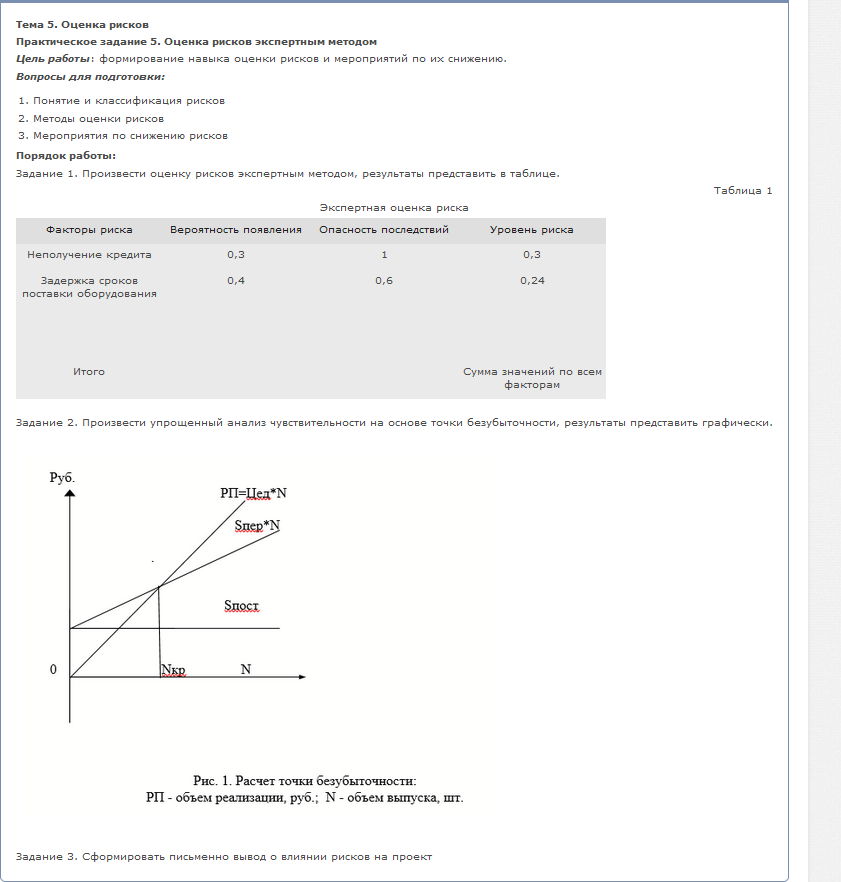 Тема 5. Оценка рисков
Практическое задание 5. Оценка рисков экспертным методом
Цель работы: формирование навыка оценки рисков и мероприятий по их снижению.
Вопросы для подготовки:
1. Понятие и классификация рисков
2. Методы оценки рисков
3. Мероприятия по снижению рисков
Порядок работы:
Задание 1. Произвести оценку рисков экспертным методом, результаты представить в таблице.
Таблица 1
Экспертная оценка риска
Факторы риска Вероятность появления Опасность последствий Уровень риска
Неполучение кредита 0,3 1 0,3
Задержка сроков поставки оборудования 0,4 0,6 0,24
Итого Сумма значений по всем факторам
Задание 2. Произвести упрощенный анализ чувствительности на основе точки безубыточности, результаты представить графически.
Руб.
РП=Цед*N
Sпер*N
Sпост
0 Nкр N
Рис. 1. Расчет точки безубыточности:
РП - объем реализации, руб.; N - объем выпуска, шт.
Задание 3. Сформировать письменно вывод о влиянии рисков на проект